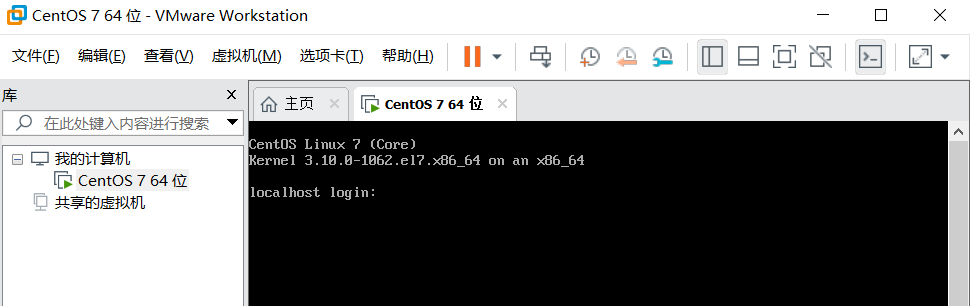 CentOS 7 64 位 - VMware Workstation
文件(F) 编辑(E) 查看(V) 虚拟机(M) 选项卡(T) 帮助(H)
库
在此处键入内容进行搜索
我的计算机
CentOS 7 64 位
共享的虚拟机
主页 CentOS 7 64 位
CentOS Linux 7 (Core)
Kernel 3.10.0-1062.el7.x86_64 on an x86_64
localhost login: